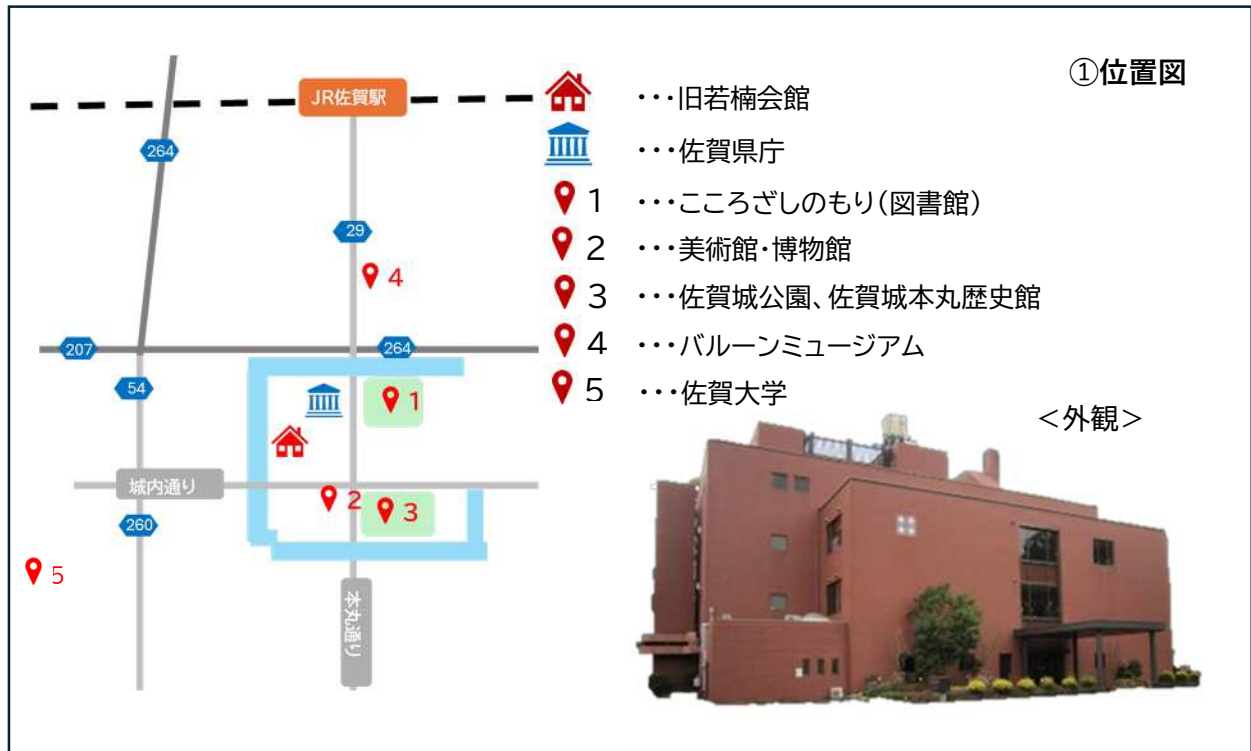 ①位置図
JR佐賀駅
264
29
4
207
264
54
1
城内通り
2
3
260
5
本丸通り
・・・旧若楠会館
・・・佐賀県庁
1 ・・・こころざしのもり(図書館)
2 ・・・美術館・博物館
3 ・・・佐賀城公園、佐賀城本丸歴史館
4 ・・・バルーンミュージアム
5 ・・・佐賀大学
＜外観＞